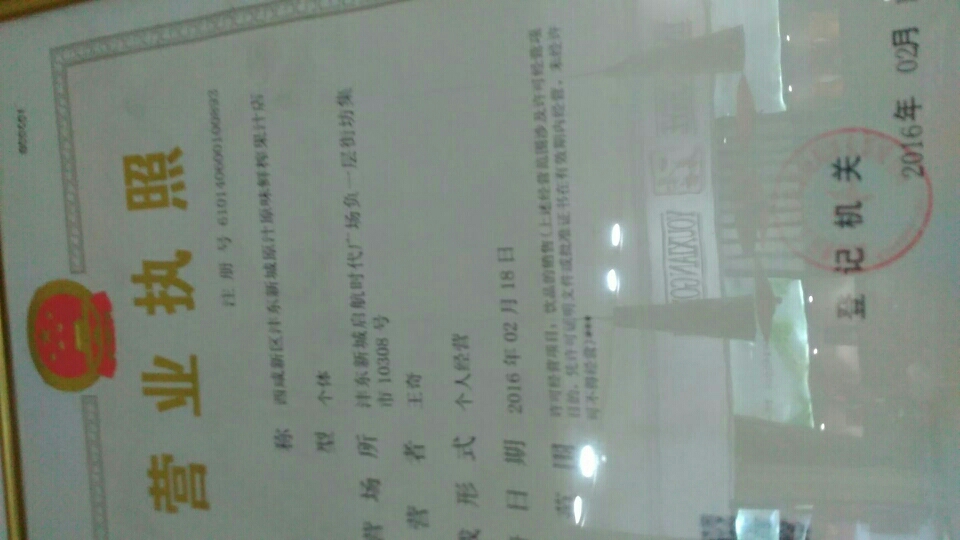 营业执照
注册号 610140600100893
称 西咸新区沣东新城原汁原味鲜榨果汁店
型 个体
营场所 沣东新城启航时代广场负一层街坊集
市10308号
营者 王奇
成形式 个人经营
日期 2016年02月18日
范围 许可经营项目:饮品的销售(上述经营范围涉及许可经营项
目的,凭许可证明文件或批准证书在有效期内经营,未经许
可不得经营)***
登记机关
2016年 02月